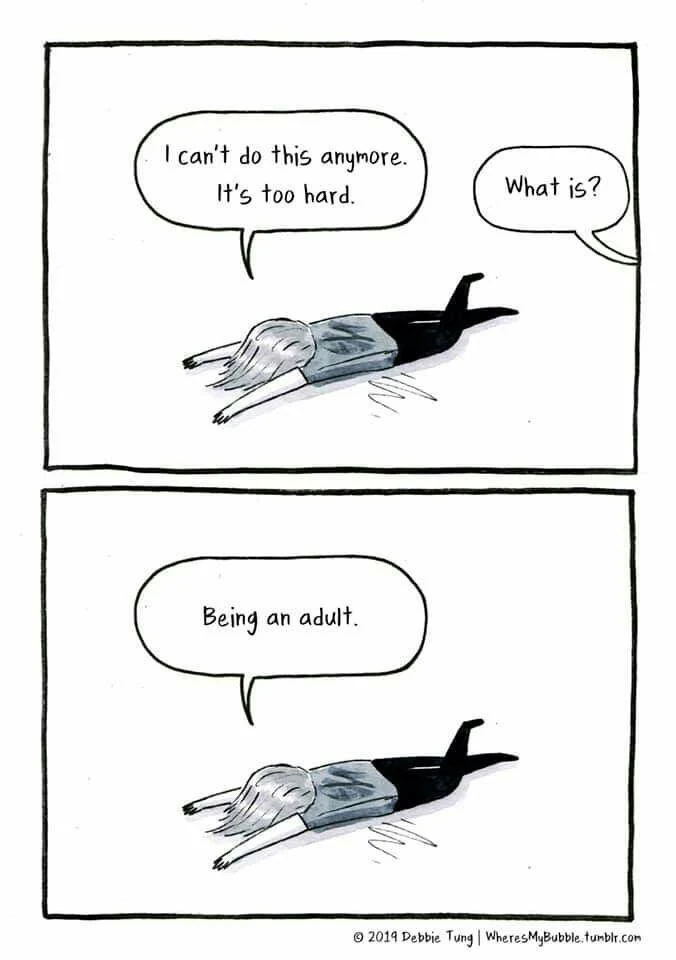 I can't do this anymore.
It's too hard.
What is?
Being an adult.
© 2019 Debbie Tung | WheresMyBubble.tumblr.com